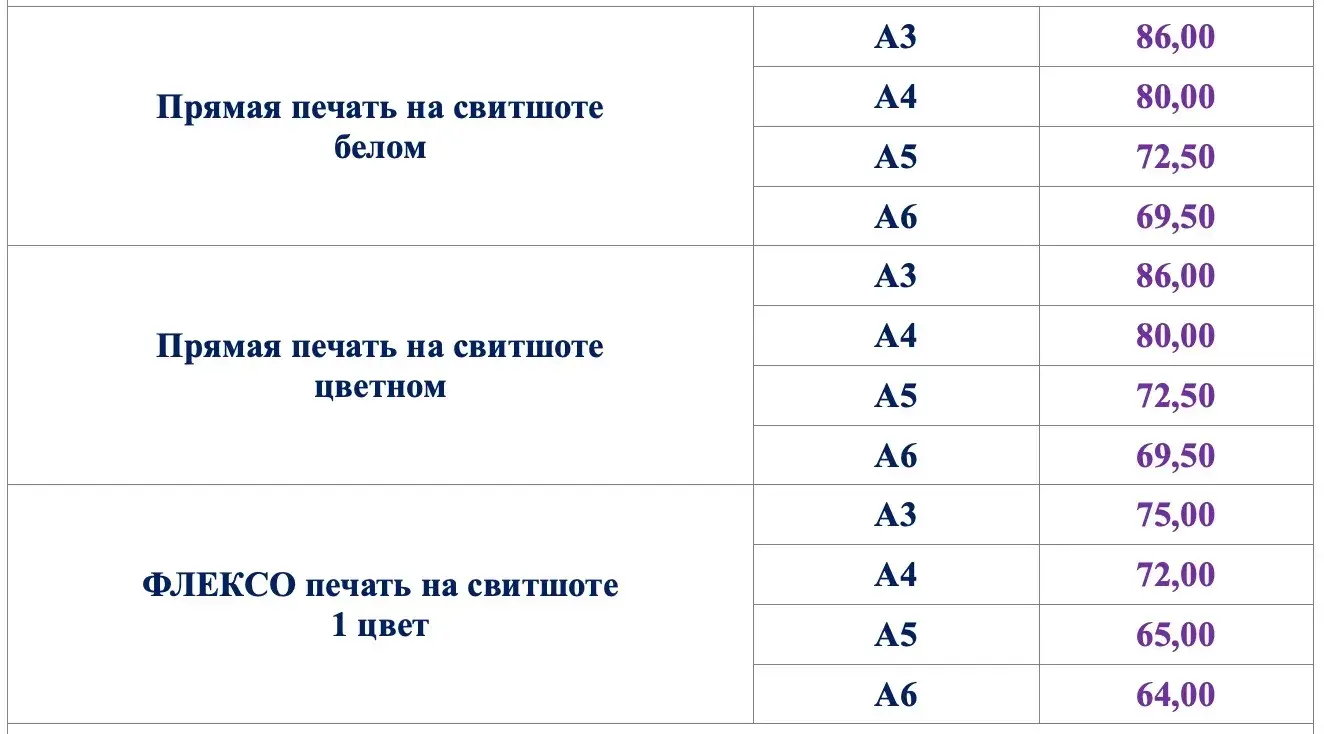 Прямая печать на свитшоте
белом
А3 86,00
А4 80,00
А5 72,50
А6 69,50
Прямая печать на свитшоте
цветном
А3 86,00
А4 80,00
А5 72,50
А6 69,50
ФЛЕКСО печать на свитшоте
1 цвет
А3 75,00
А4 72,00
А5 65,00
А6 64,00